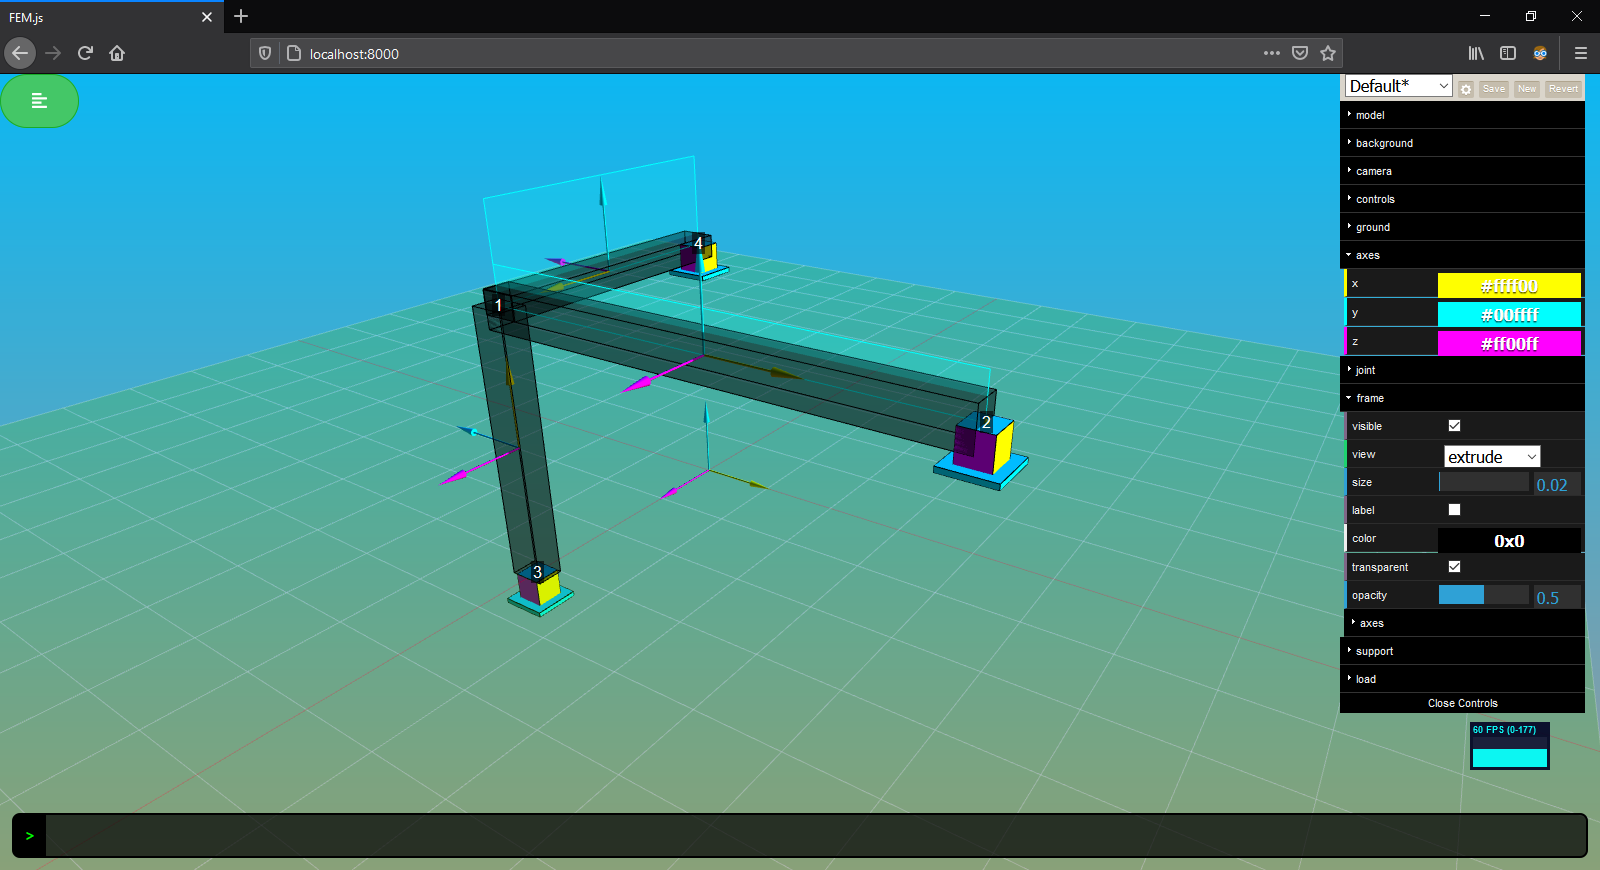 FEM.js
localhost:8000
Default*
Save
New
Revert
model
background
camera
controls
ground
axes
x #ffff00
y #00ffff
z #ff00ff
joint
frame
visible
view extrude
size 0.02
label
color 0x0
transparent
opacity 0.5
axes
support
load
Close Controls
60 FPS (0-177)
4
1
2
3
>